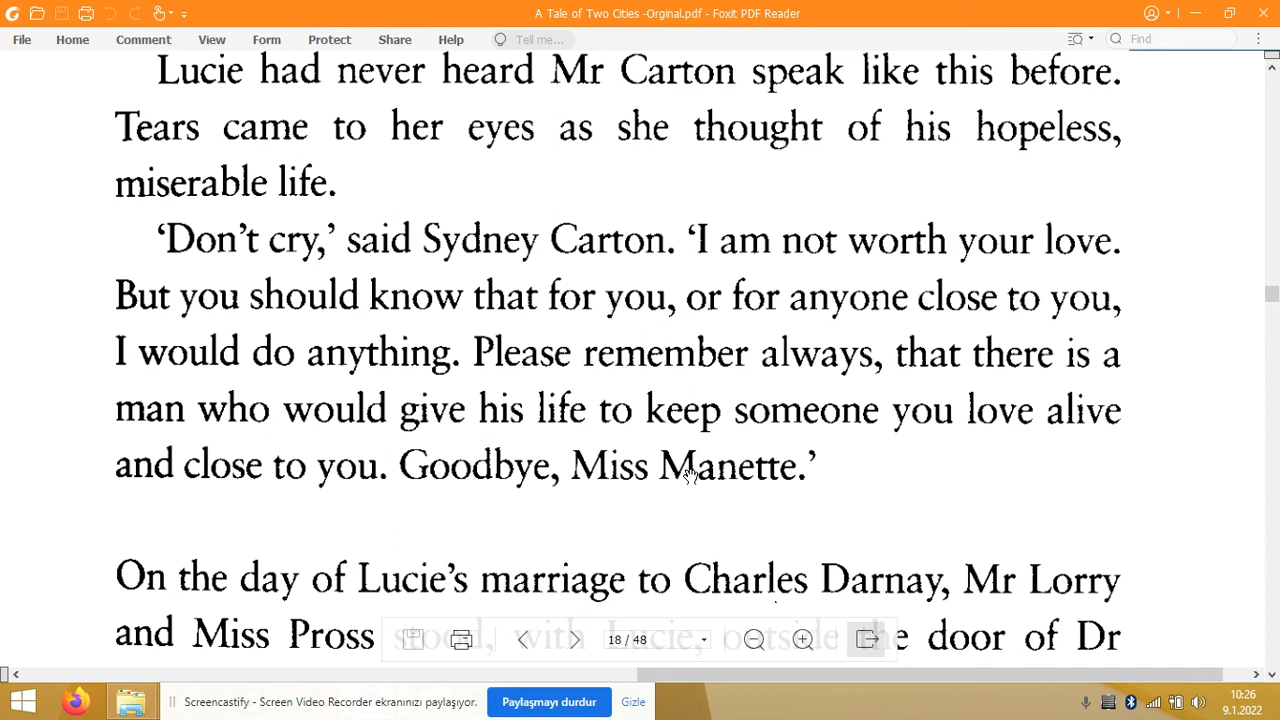 A Tale of Two Cities -Orginal.pdf - Foxit PDF Reader
File Home Comment View Form Protect Share Help Tell me... Find
Lucie had never heard Mr Carton speak like this before.
Tears came to her eyes as she thought of his hopeless,
miserable life.
‘Don’t cry,’ said Sydney Carton. ‘I am not worth your love.
But you should know that for you, or for anyone close to you,
I would do anything. Please remember always, that there is a
man who would give his life to keep someone you love alive
and close to you. Goodbye, Miss Manette.’
On the day of Lucie’s marriage to Charles Darnay, Mr Lorry
and Miss Pross stood, with Lucie, outside the door of Dr
18 / 48
Screencastify - Screen Video Recorder ekranınızı paylaşıyor. Paylaşmayı durdur Gizle
10:26
9.1.2022